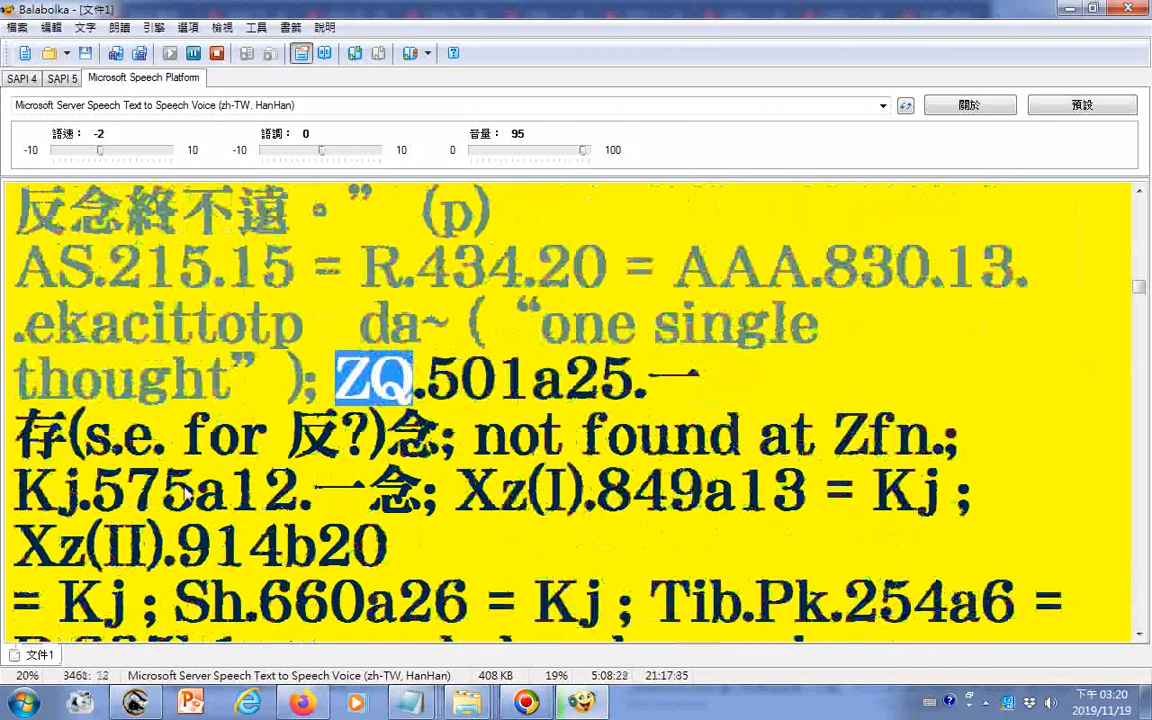 Balabolka - [文件1]
檔案 編輯 文字 朗讀 引擎 選項 檢視 工具 書籤 說明
SAPI 4 SAPI 5 Microsoft Speech Platform
Microsoft Server Speech Text to Speech Voice (zh-TW, HanHan) 關於 預設
語速： -2 語調： 0 音量： 95
-10 10 -10 10 0 100
反念終不遠。” (p)
AS.215.15 = R.434.20 = AAA.830.13.
.ekacittotp da~ ( “one single
thought” ); ZQ.501a25.一
存(s.e. for 反?)念; not found at Zfn.;
Kj.575a12.一念; Xz(I).849a13 = Kj ;
Xz(II).914b20
= Kj ; Sh.660a26 = Kj ; Tib.Pk.254a6 =
文件1
20% 3461: 12 Microsoft Server Speech Text to Speech Voice (zh-TW, HanHan) 408 KB 19% 5:08:22 21:17:35
下午 03:20
2019/11/19